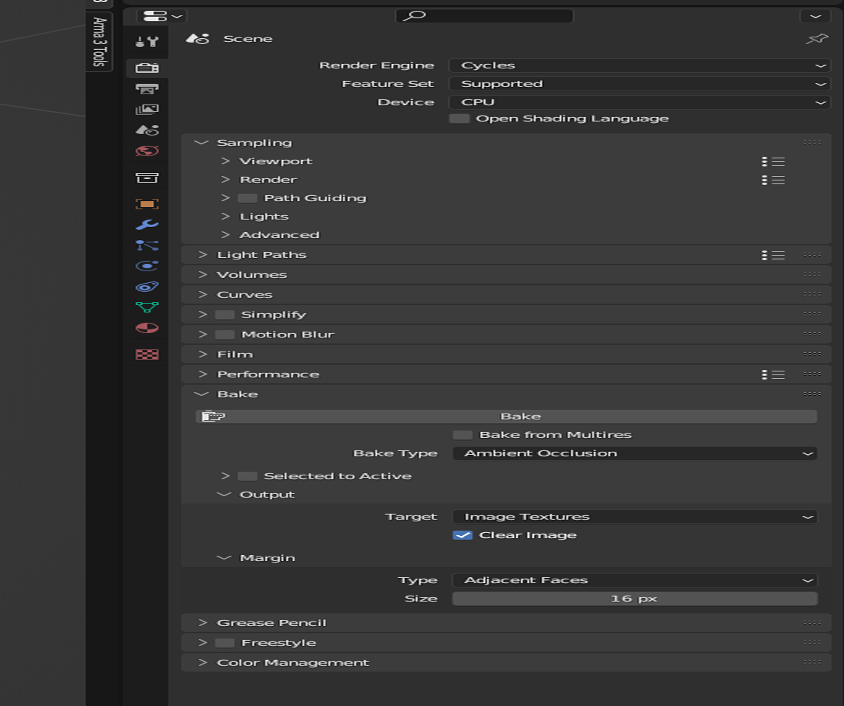 Arma 3 Tools
Scene
Render Engine Cycles
Feature Set Supported
Device CPU
Open Shading Language
Sampling
Viewport
Render
Path Guiding
Lights
Advanced
Light Paths
Volumes
Curves
Simplify
Motion Blur
Film
Performance
Bake
Bake
Bake from Multires
Bake Type Ambient Occlusion
Selected to Active
Output
Target Image Textures
Clear Image
Margin
Type Adjacent Faces
Size 16 px
Grease Pencil
Freestyle
Color Management